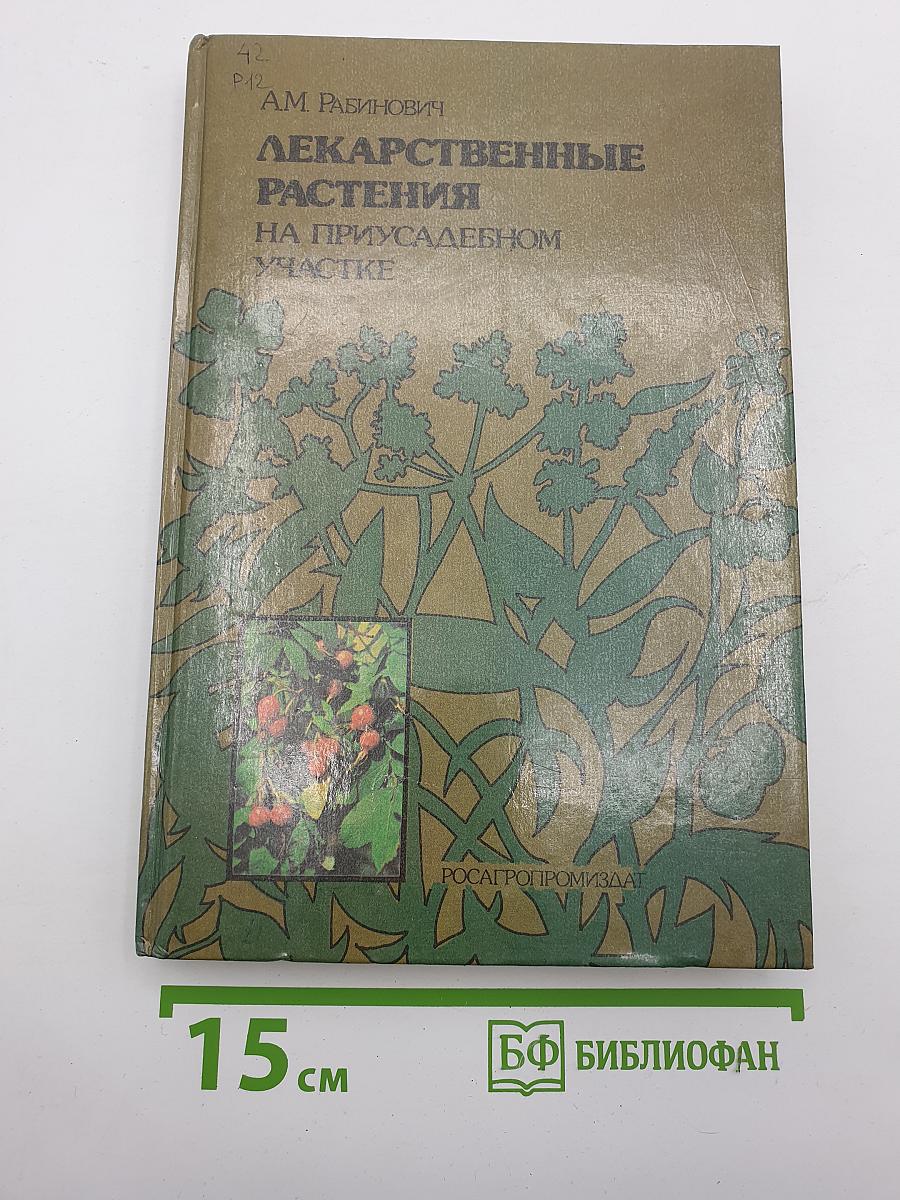 42
Р12
А.М. РАБИНОВИЧ
ЛЕКАРСТВЕННЫЕ
РАСТЕНИЯ
НА ПРИУСАДЕБНОМ
УЧАСТКЕ
РОСАГРОПРОМИЗДАТ
15 см
БФ БИБЛИОФАН